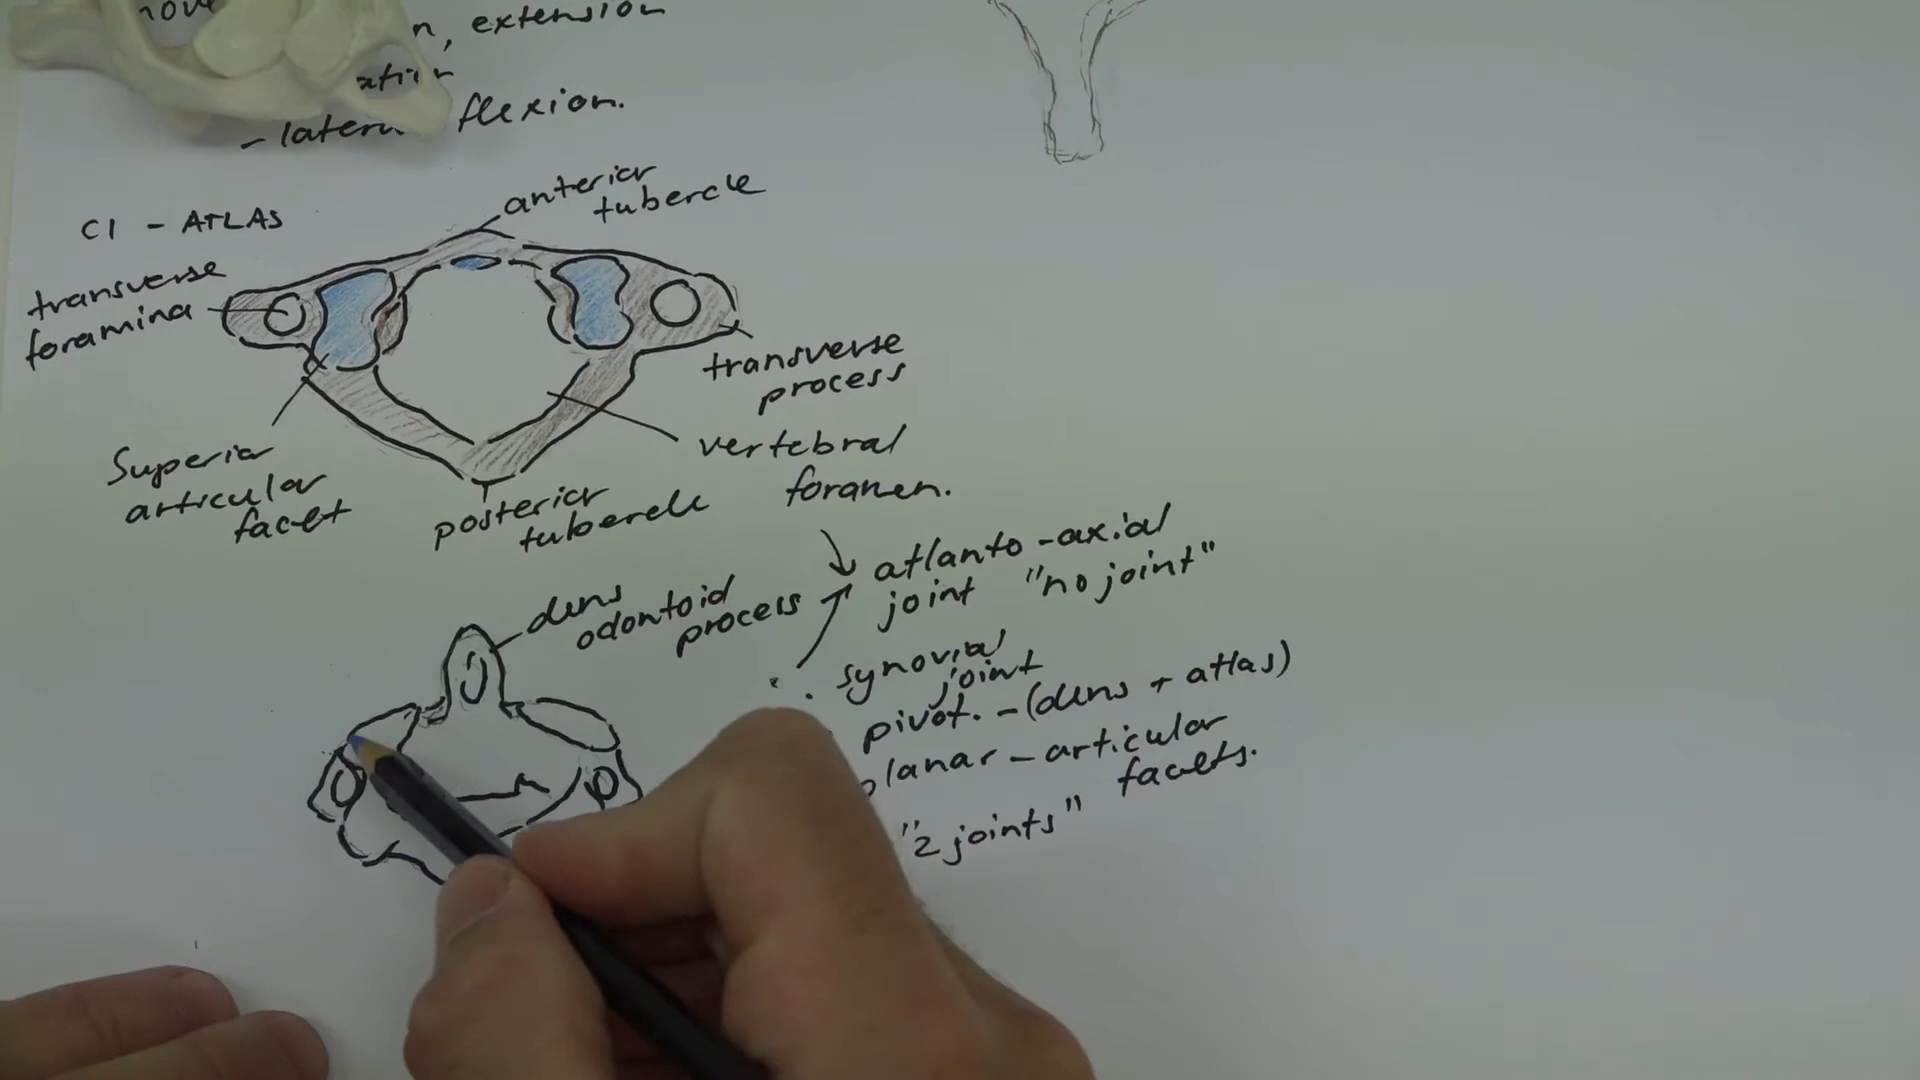 n, extension
- lateral flexion.
anterior
tubercle
C1 - ATLAS
transverse
foramina
transverse
process
vertebral
foramen.
Superior
articular
facet
posterior
tubercle
atlanto-axial
joint "no joint"
dens
odontoid
process
synovial
joint
pivot. - (dens + atlas)
planar - articular
facets.
"2 joints"